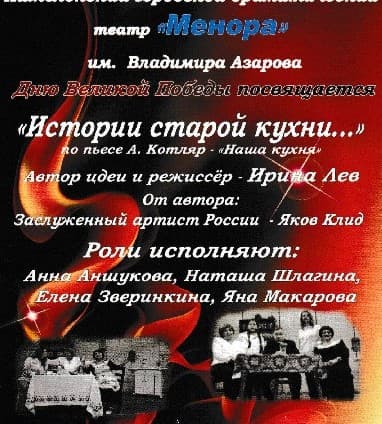 театр «Менора»
им. Владимира Азарова
Дню Великой Победы посвящается
«Истории старой кухни...»
по пьесе А. Котляр - «Наша кухня»
Автор идеи и режиссёр - Ирина Лев
От автора:
Заслуженный артист России - Яков Клид
Роли исполняют:
Анна Аншукова, Наташа Шлагина,
Елена Зверинкина, Яна Макарова